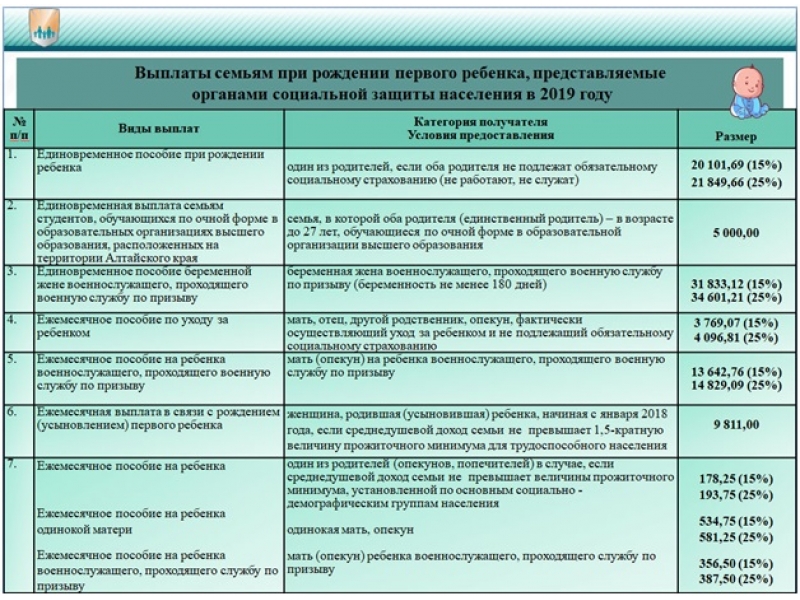 Выплаты семьям при рождении первого ребенка, представляемые
органами социальной защиты населения в 2019 году
№
п/п
Виды выплат
Категория получателя
Условия предоставления
Размер
1.
Единовременное пособие при рождении
ребенка
один из родителей, если оба родителя не подлежат обязательному
социальному страхованию (не работают, не служат)
20 101,69 (15%)
21 849,66 (25%)
2.
Единовременная выплата семьям
студентов, обучающихся по очной форме в
образовательных организациях высшего
образования, расположенных на
территории Алтайского края
семья, в которой оба родителя (единственный родитель) – в возрасте
до 27 лет, обучающиеся по очной форме в образовательной
организации высшего образования
5 000,00
3.
Единовременное пособие беременной
жене военнослужащего, проходящего
военную службу по призыву
беременная жена военнослужащего, проходящего военную службу
по призыву (беременность не менее 180 дней)
31 833,12 (15%)
34 601,21 (25%)
4.
Ежемесячное пособие по уходу за
ребенком
мать, отец, другой родственник, опекун, фактически
осуществляющий уход за ребенком и не подлежащий обязательному
социальному страхованию
3 769,07 (15%)
4 096,81 (25%)
5.
Ежемесячное пособие на ребенка
военнослужащего, проходящего военную
службу по призыву
мать (опекун) на ребенка военнослужащего, проходящего военную
службу по призыву
13 642,76 (15%)
14 829,09 (25%)
6.
Ежемесячная выплата в связи с рождением
(усыновлением) первого ребенка
женщина, родившая (усыновившая) ребенка, начиная с января 2018
года, если среднедушевой доход семьи не превышает 1,5-кратную
величину прожиточного минимума для трудоспособного населения
9 811,00
7.
Ежемесячное пособие на ребенка
один из родителей (опекунов, попечителей) в случае, если
среднедушевой доход семьи не превышает величины прожиточного
минимума, установленной по основным социально -
демографическим группам населения
178,25 (15%)
193,75 (25%)
Ежемесячное пособие на ребенка
одинокой матери
одинокая мать, опекун
534,75 (15%)
581,25 (25%)
Ежемесячное пособие на ребенка
военнослужащего, проходящего службу по
призыву
мать (опекун) ребенка военнослужащего, проходящего службу по
призыву
356,50 (15%)
387,50 (25%)